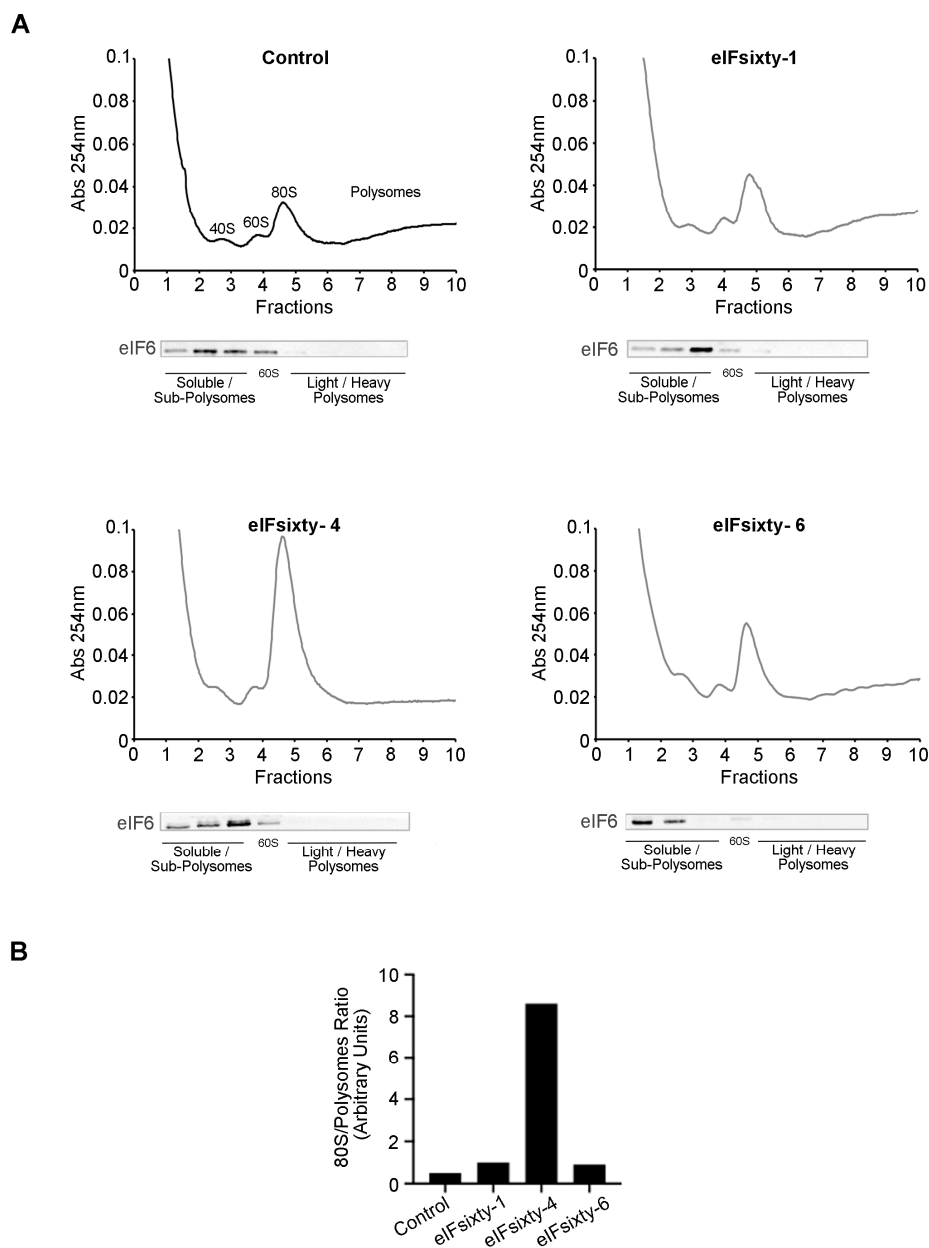 A
Control
0.1
0.08
0.06
0.04
0.02
0
Abs 254nm
40S
60S
80S
Polysomes
0 1 2 3 4 5 6 7 8 9 10
Fractions
eIF6
Soluble /
Sub-Polysomes
60S
Light / Heavy
Polysomes
eIFsixty-1
0.1
0.08
0.06
0.04
0.02
0
Abs 254nm
0 1 2 3 4 5 6 7 8 9 10
Fractions
eIF6
Soluble /
Sub-Polysomes
60S
Light / Heavy
Polysomes
eIFsixty- 4
0.1
0.08
0.06
0.04
0.02
0
Abs 254nm
0 1 2 3 4 5 6 7 8 9 10
Fractions
eIF6
Soluble /
Sub-Polysomes
60S
Light / Heavy
Polysomes
eIFsixty- 6
0.1
0.08
0.06
0.04
0.02
0
Abs 254nm
0 1 2 3 4 5 6 7 8 9 10
Fractions
eIF6
Soluble /
Sub-Polysomes
60S
Light / Heavy
Polysomes
B
80S/Polysomes Ratio
(Arbitrary Units)
10
8
6
4
2
0
Control
eIFsixty-1
eIFsixty-4
eIFsixty-6